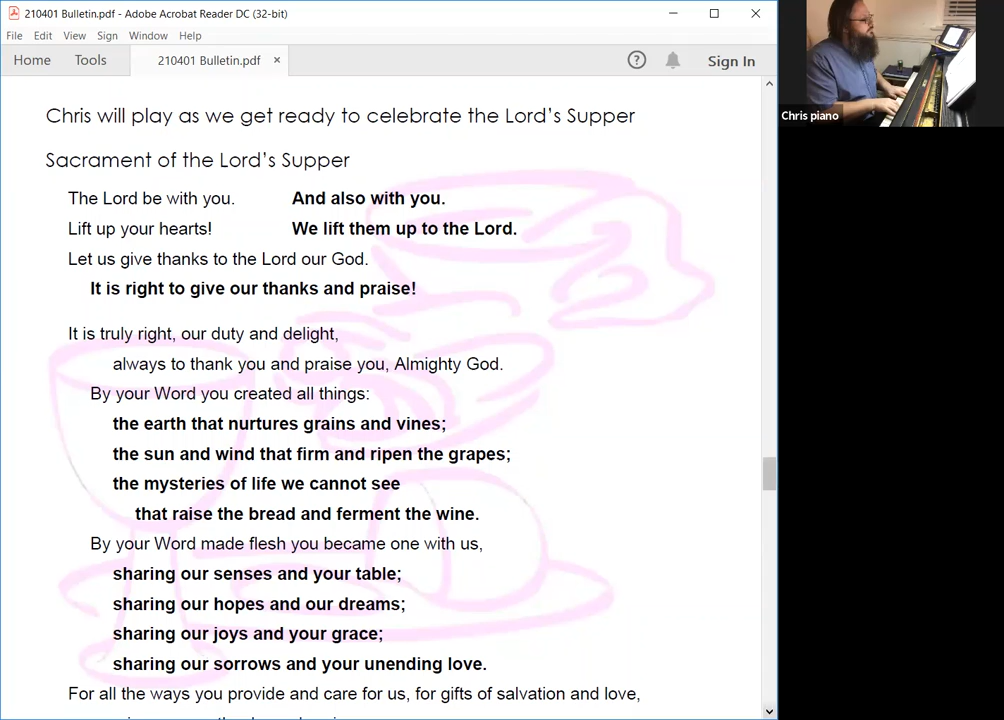 210401 Bulletin.pdf - Adobe Acrobat Reader DC (32-bit)
File Edit View Sign Window Help
Home Tools 210401 Bulletin.pdf × ? Sign In
Chris will play as we get ready to celebrate the Lord's Supper
Sacrament of the Lord's Supper
The Lord be with you. And also with you.
Lift up your hearts! We lift them up to the Lord.
Let us give thanks to the Lord our God.
It is right to give our thanks and praise!
It is truly right, our duty and delight,
always to thank you and praise you, Almighty God.
By your Word you created all things:
the earth that nurtures grains and vines;
the sun and wind that firm and ripen the grapes;
the mysteries of life we cannot see
that raise the bread and ferment the wine.
By your Word made flesh you became one with us,
sharing our senses and your table;
sharing our hopes and our dreams;
sharing our joys and your grace;
sharing our sorrows and your unending love.
For all the ways you provide and care for us, for gifts of salvation and love,
Chris piano